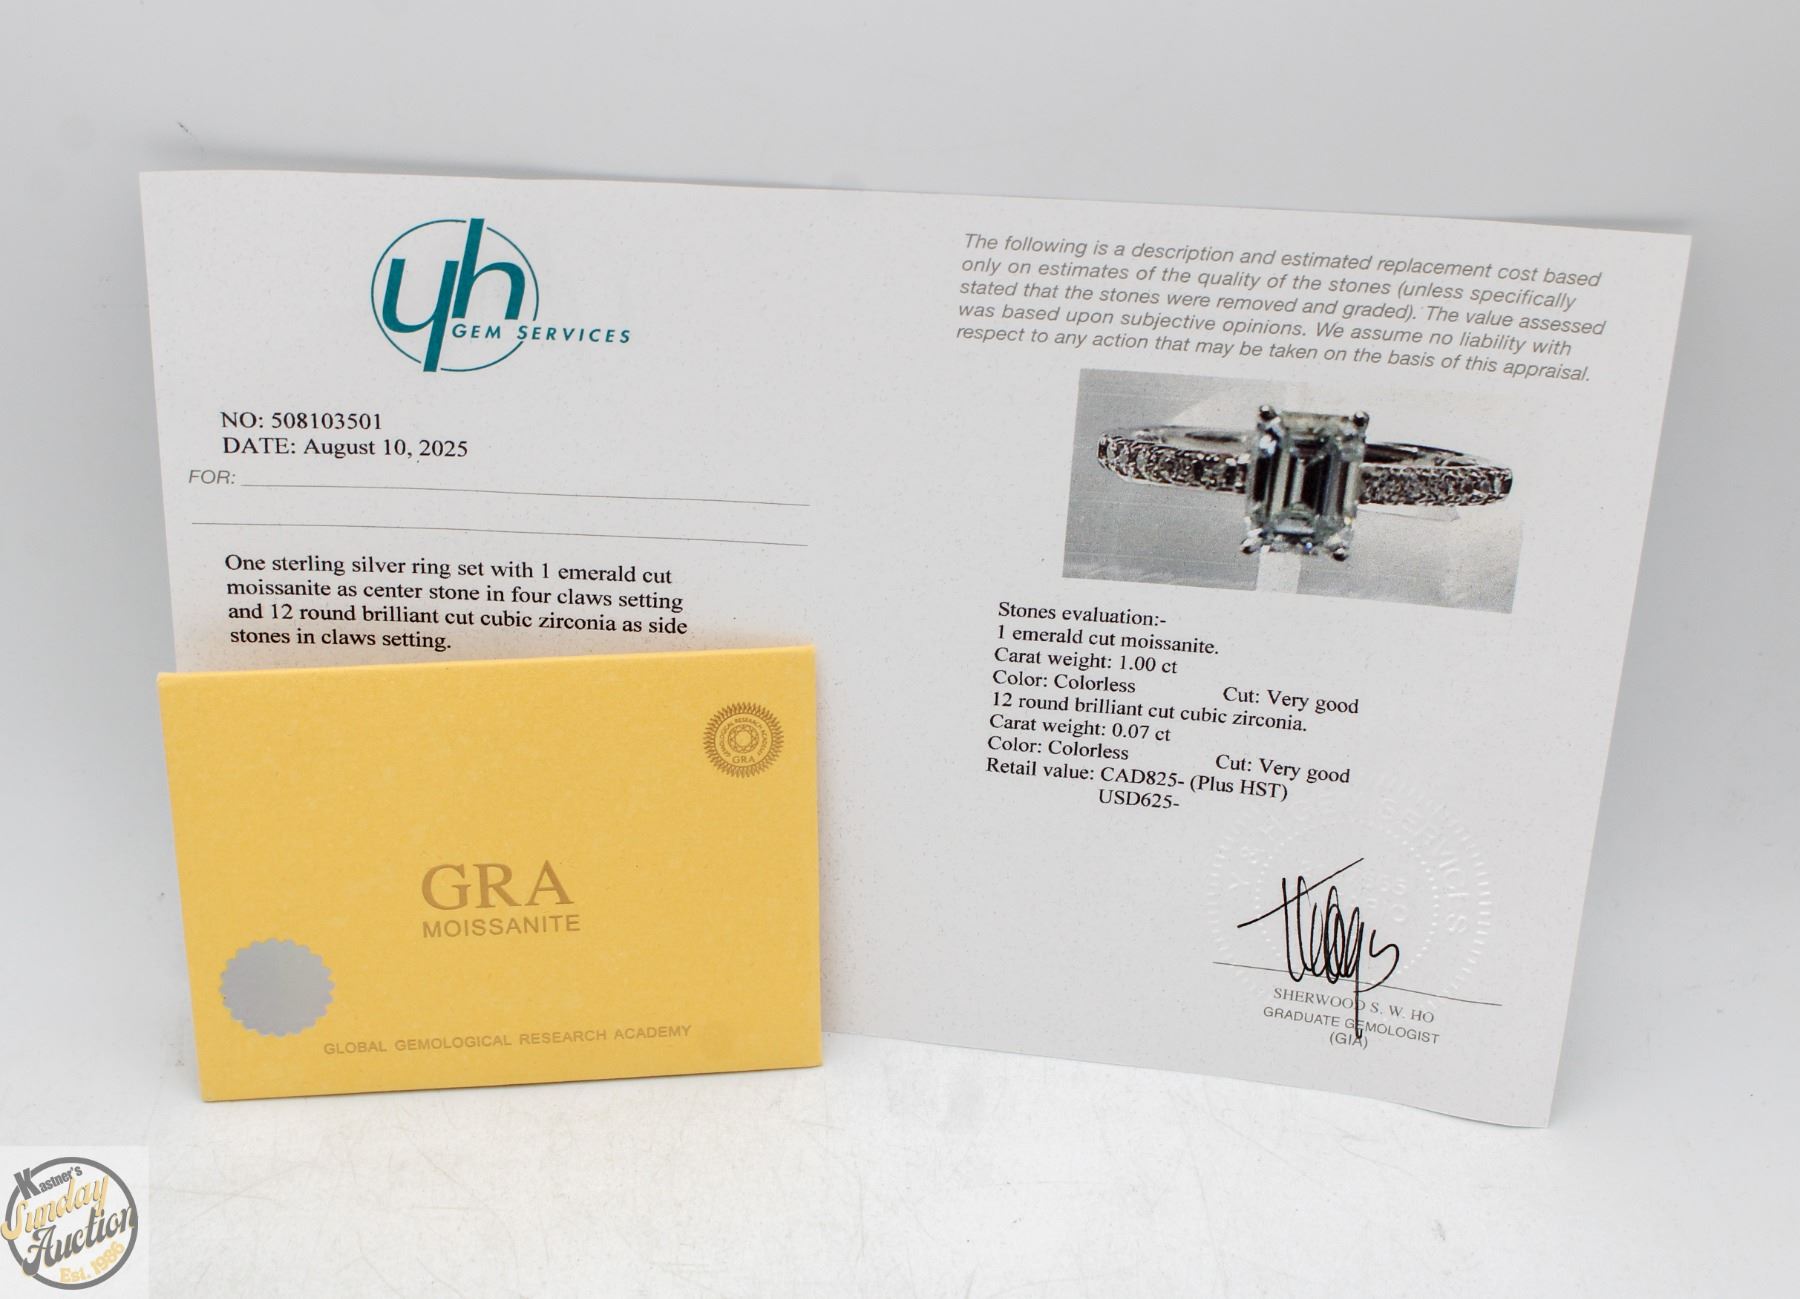 yh
GEM SERVICES
NO: 508103501
DATE: August 10, 2025
FOR:
One sterling silver ring set with 1 emerald cut
moissanite as center stone in four claws setting
and 12 round brilliant cut cubic zirconia as side
stones in claws setting.
The following is a description and estimated replacement cost based
only on estimates of the quality of the stones (unless specifically
stated that the stones were removed and graded). The value assessed
was based upon subjective opinions. We assume no liability with
respect to any action that may be taken on the basis of this appraisal.
Stones evaluation:-
1 emerald cut moissanite.
Carat weight: 1.00 ct
Color: Colorless Cut: Very good
12 round brilliant cut cubic zirconia.
Carat weight: 0.07 ct
Color: Colorless Cut: Very good
Retail value: CAD825- (Plus HST)
USD625-
SHERWOOD S. W. HO
GRADUATE GEMOLOGIST
(GIA)
GEMOLOGICAL RESEARCH ACADEMY
GRA
GRA
MOISSANITE
GLOBAL GEMOLOGICAL RESEARCH ACADEMY
Kastner's
Sunday
Auction
Est. 1986